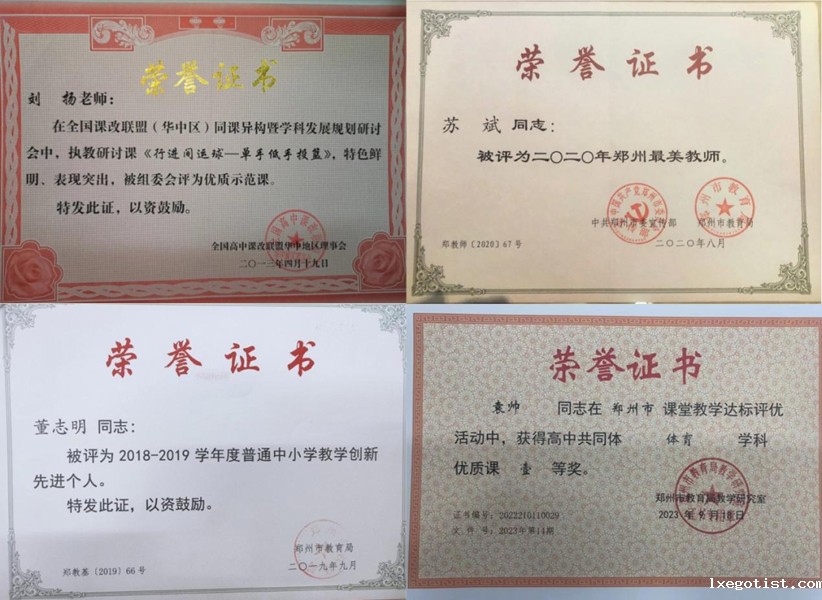 荣誉证书
刘 扬老师：
在全国课改联盟（华中区）同课异构暨学科发展规划研讨
会中，执教研讨课《行进间运球—单手低手投篮》，特色鲜
明、表现突出，被组委会评为优质示范课。
特发此证，以资鼓励。
全国高中课改联盟华中地区理事会
二〇一三年四月十九日
荣誉证书
苏 斌 同志：
被评为二〇二〇年郑州最美教师。
中共郑州市委宣传部 郑州市教育局
二〇二〇年八月
郑教师〔2020〕67号
荣誉证书
董志明 同志：
被评为2018-2019学年度普通中小学教学创新
先进个人。
特发此证，以资鼓励。
郑州市教育局
二〇一九年九月
郑教基〔2019〕66号
荣誉证书
袁帅 同志在 郑州市 课堂教学达标评优
活动中，获得高中共同体 体育 学科
优质课 壹 等奖。
郑州市教育局教学研究室
证书编号：20222f0110029
文 件 号：2023年第14期
lxegotist.com